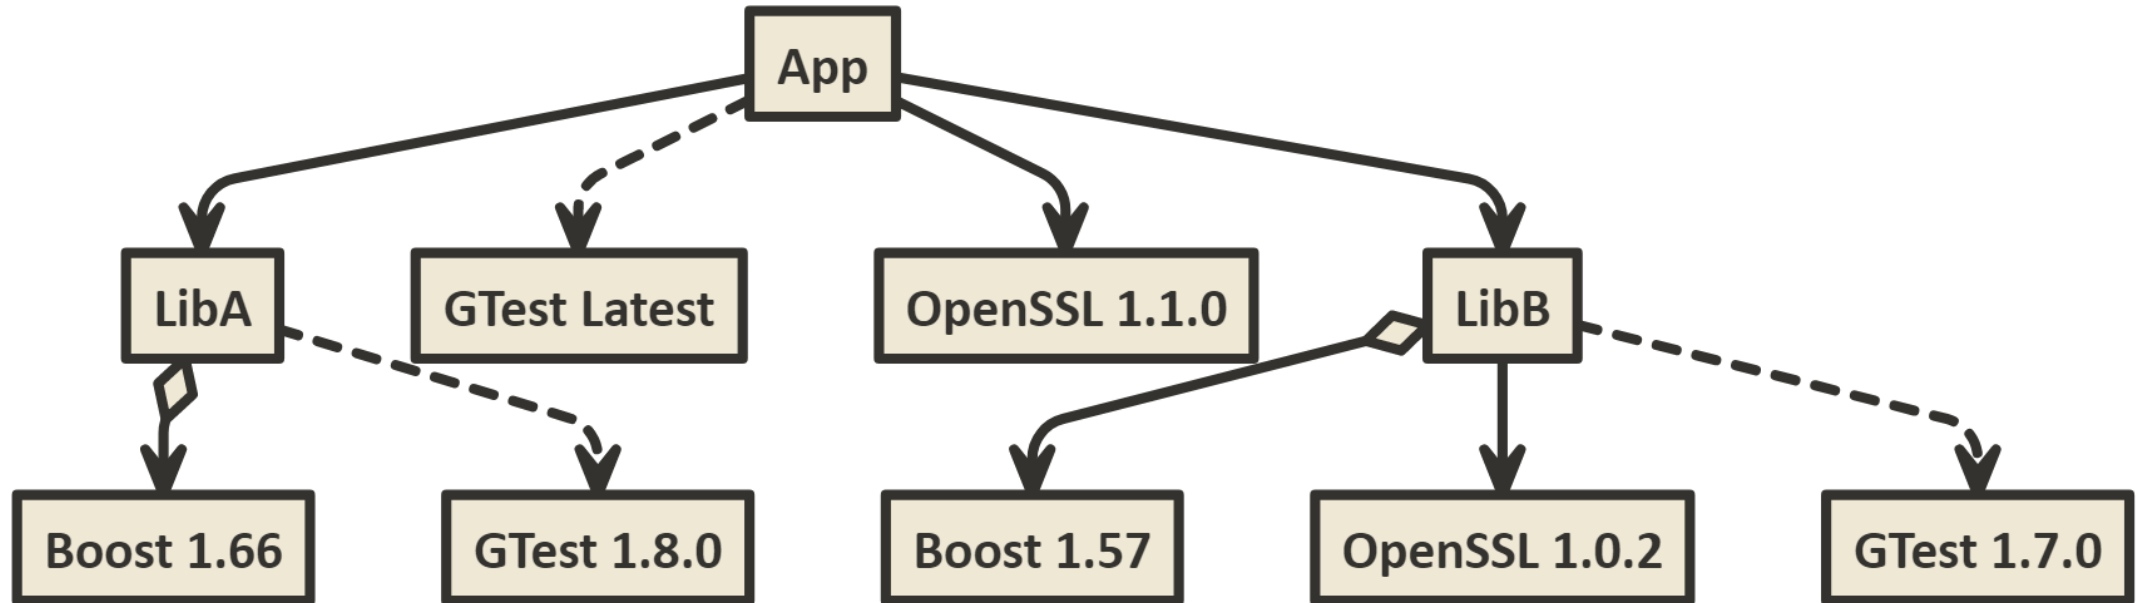 App
LibA
GTest Latest
OpenSSL 1.1.0
LibB
Boost 1.66
GTest 1.8.0
Boost 1.57
OpenSSL 1.0.2
GTest 1.7.0